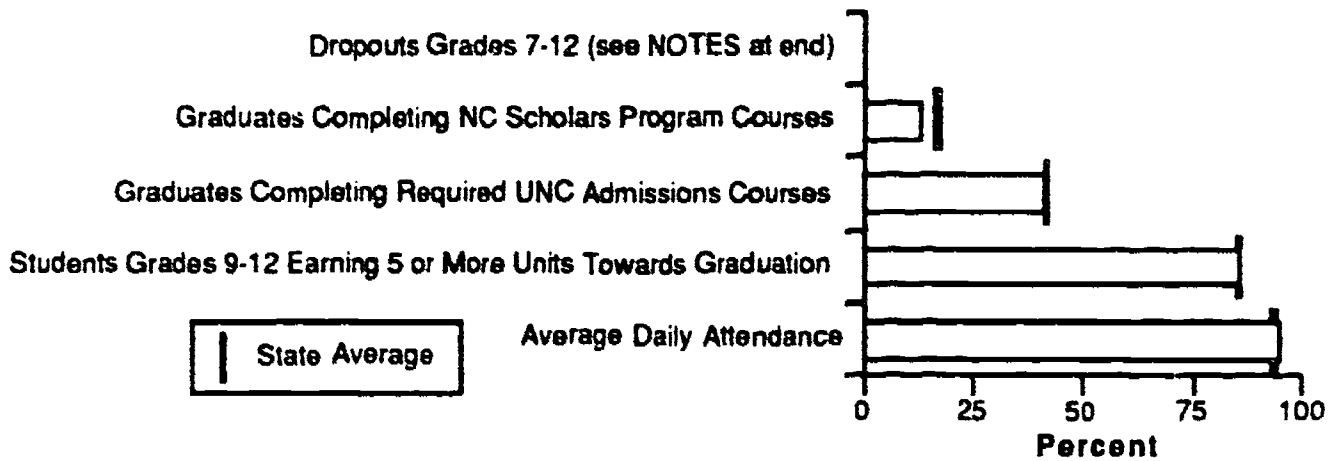 Dropouts Grades 7-12 (see NOTES at end)
Graduates Completing NC Scholars Program Courses
Graduates Completing Required UNC Admissions Courses
Students Grades 9-12 Earning 5 or More Units Towards Graduation
Average Daily Attendance
State Average
0 25 50 75 100
Percent